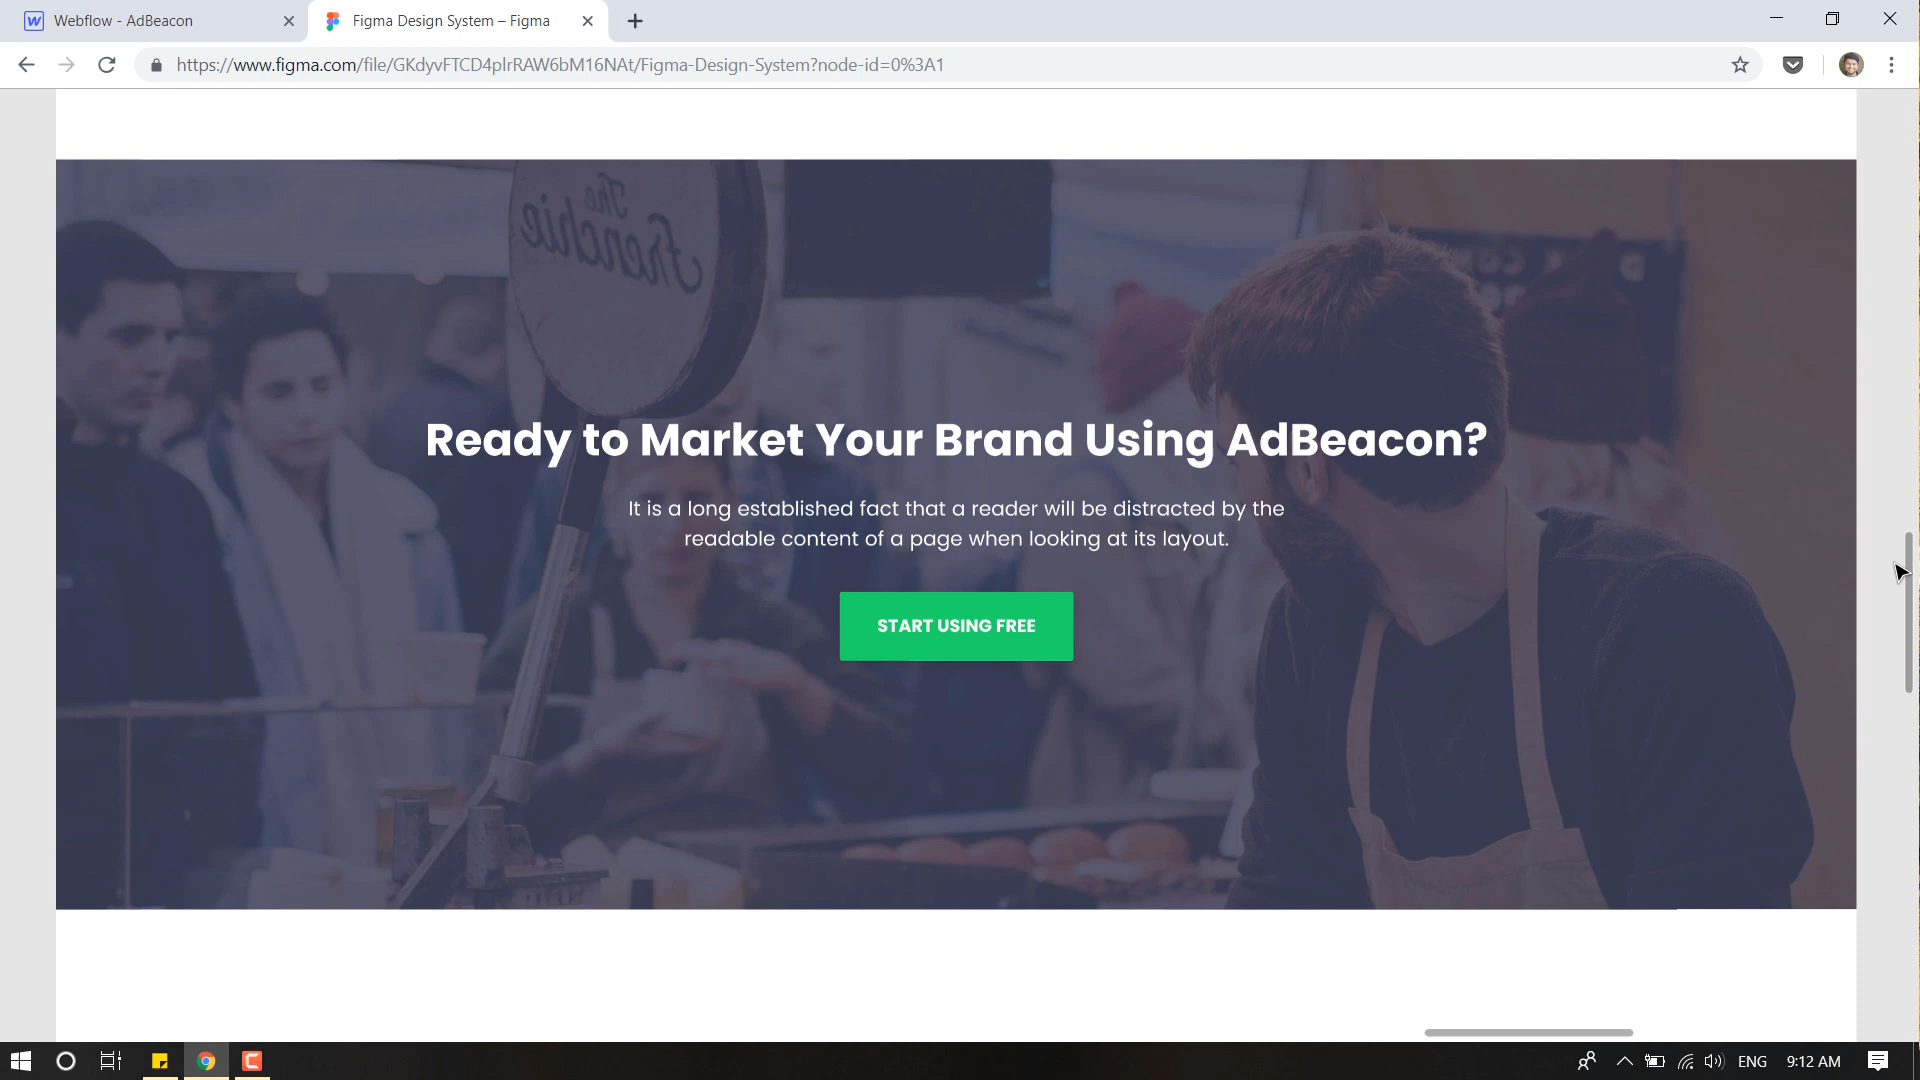 Webflow - AdBeacon
Figma Design System – Figma
https://www.figma.com/file/GKdyvFTCD4plrRAW6bM16NAt/Figma-Design-System?node-id=0%3A1
The
Frenchie
Ready to Market Your Brand Using AdBeacon?
It is a long established fact that a reader will be distracted by the
readable content of a page when looking at its layout.
START USING FREE
ENG
9:12 AM